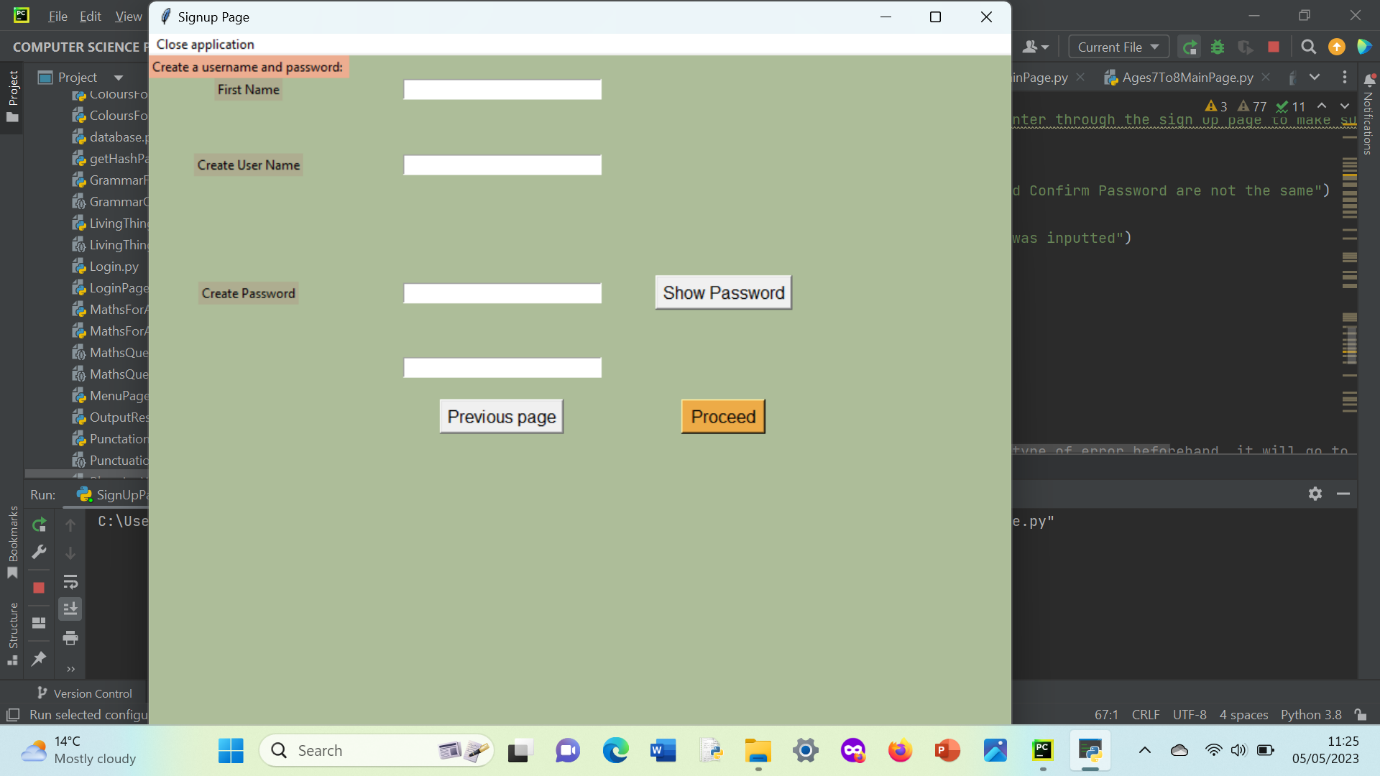 File Edit View
Signup Page
Close application
COMPUTER SCIENCE
Current File
Project
Project
Create a username and password:
First Name
Create User Name
Create Password
Show Password
Previous page
Proceed
inPage.py
Ages7To8MainPage.py
3 77 11
Notifications
nter through the sign up page to make
d Confirm Password are not the same")
was inputted")
type of error beforehand, it will go to
ColoursFo
ColoursFo
database.p
getHashPa
GrammarF
GrammarQ
LivingThin
LivingThin
Login.py
LoginPage
MathsForA
MathsForA
MathsQue
MathsQue
MenuPage
OutputRes
Punctation
Punctuatio
Run: SignUpPa
C:\Use
e.py"
Bookmarks
Structure
Version Control
Run selected configu
67:1 CRLF UTF-8 4 spaces Python 3.8
14°C
Mostly cloudy
Search
11:25
05/05/2023